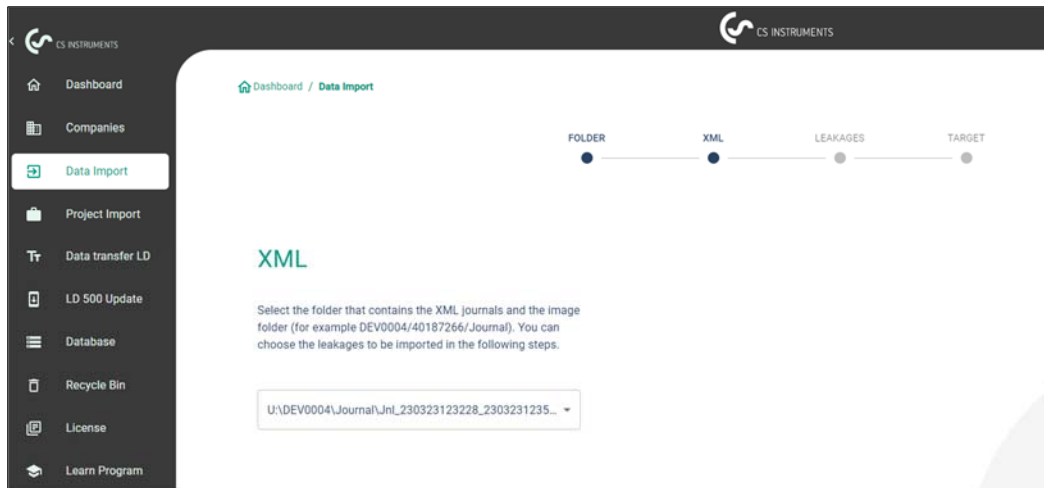 CS INSTRUMENTS
CS INSTRUMENTS
Dashboard
Companies
Data Import
Project Import
Data transfer LD
LD 500 Update
Database
Recycle Bin
License
Learn Program
Dashboard / Data Import
FOLDER XML LEAKAGES TARGET
XML
Select the folder that contains the XML journals and the image
folder (for example DEV0004/40187266/Journal). You can
choose the leakages to be imported in the following steps.
U:\DEV0004\Journal\Jnl_230323123228_2303231235...